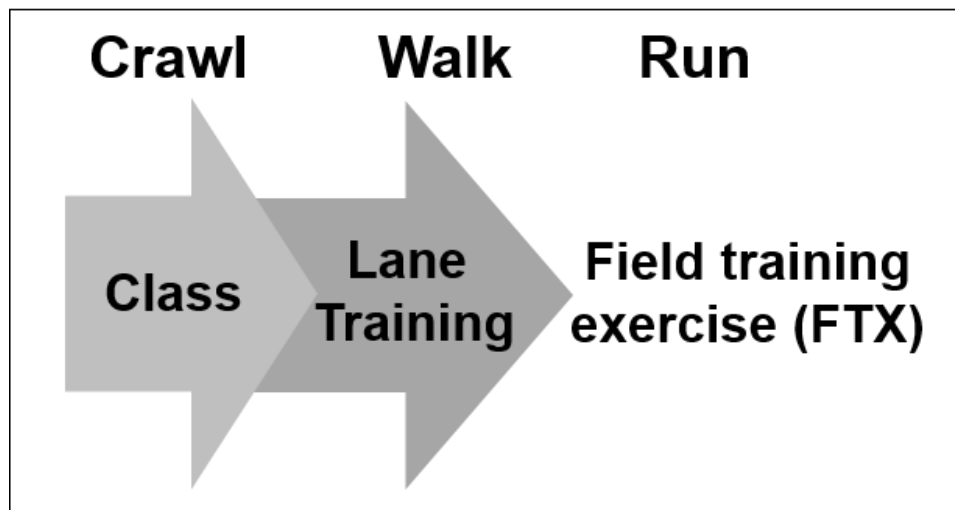 Crawl Walk Run
Class
Lane
Training
Field training
exercise (FTX)